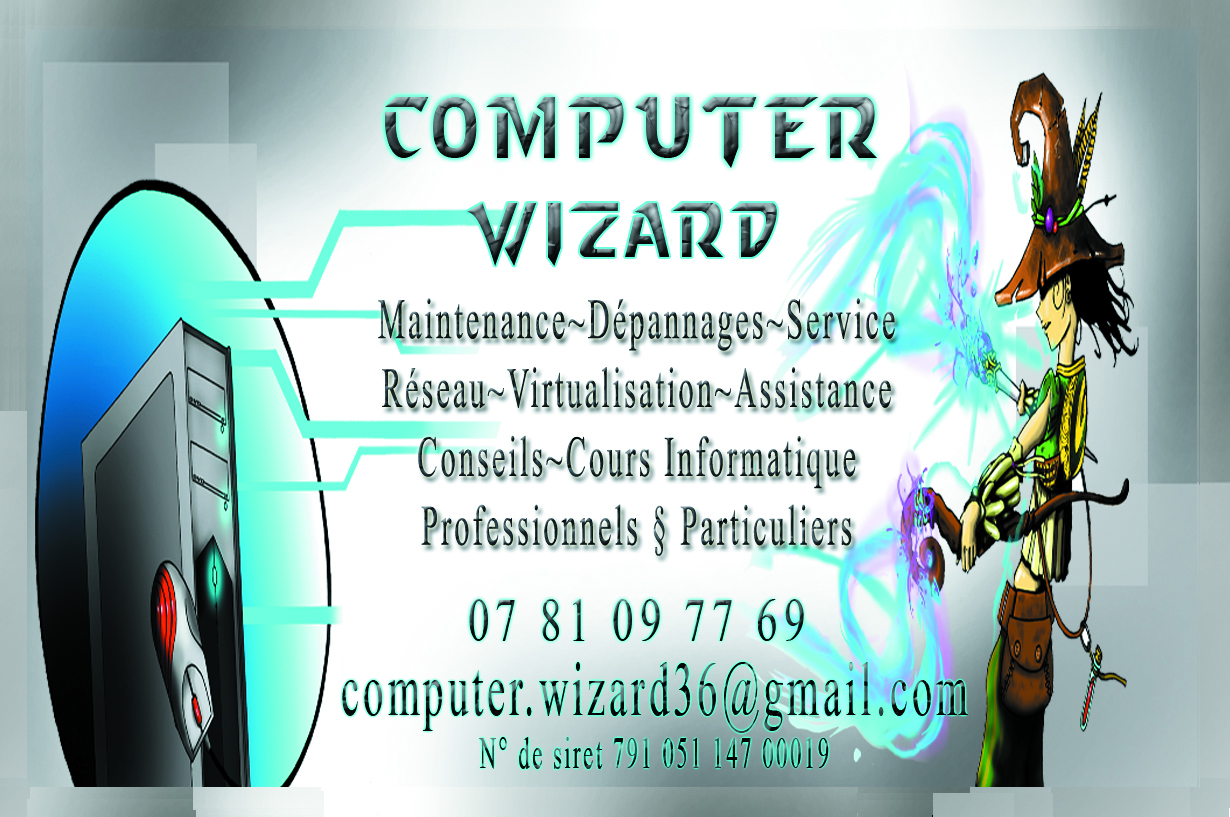 COMPUTER
WIZARD
Maintenance~Dépannages~Service
Réseau~Virtualisation~Assistance
Conseils~Cours Informatique
Professionnels § Particuliers
07 81 09 77 69
computer.wizard36@gmail.com
N° de siret 791 051 147 00019